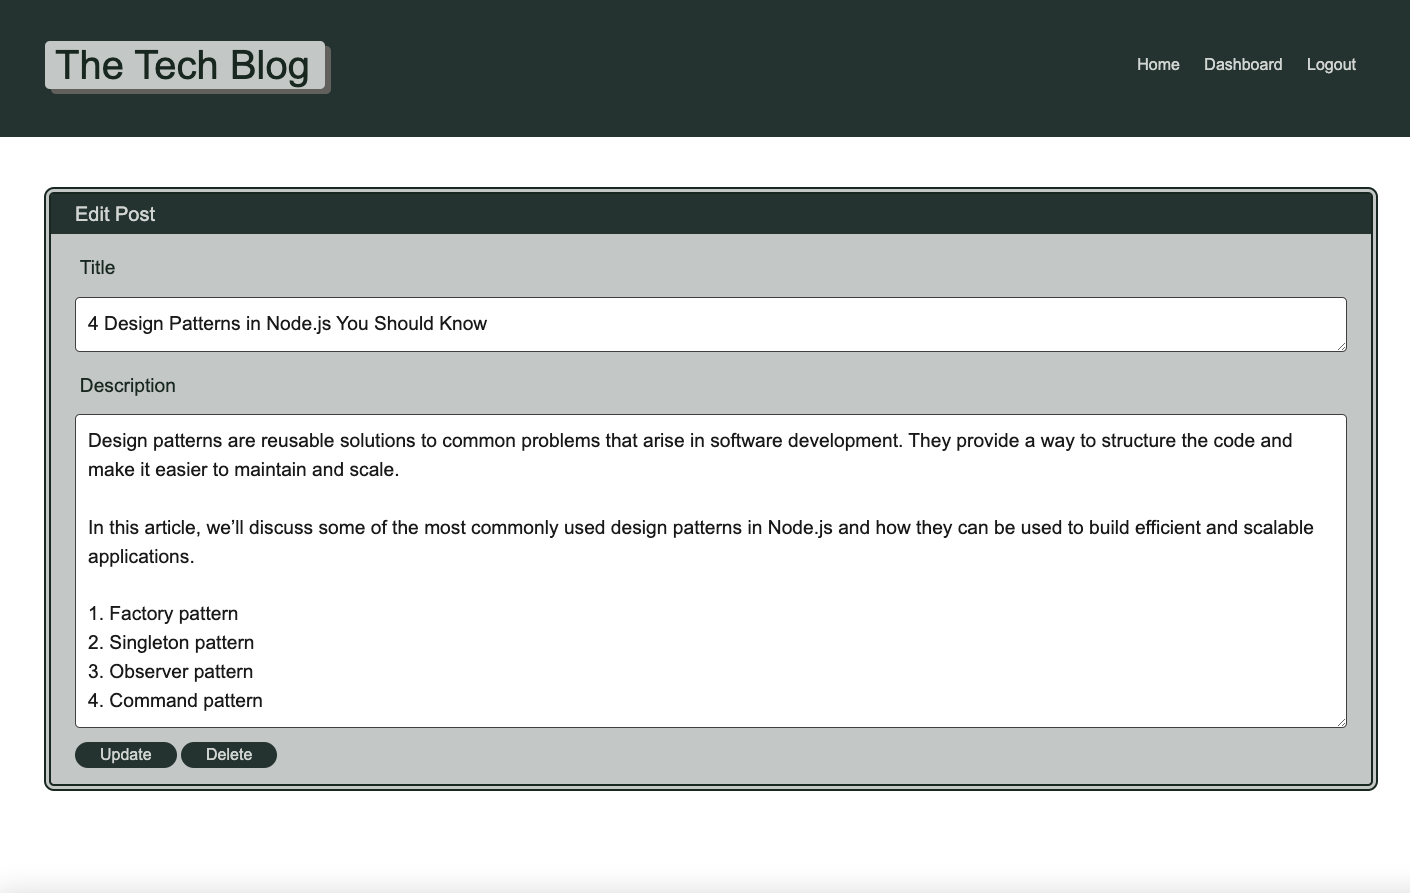 The Tech Blog
Home Dashboard Logout
Edit Post
Title
4 Design Patterns in Node.js You Should Know
Description
Design patterns are reusable solutions to common problems that arise in software development. They provide a way to structure the code and
make it easier to maintain and scale.
In this article, we’ll discuss some of the most commonly used design patterns in Node.js and how they can be used to build efficient and scalable
applications.
1. Factory pattern
2. Singleton pattern
3. Observer pattern
4. Command pattern
Update Delete